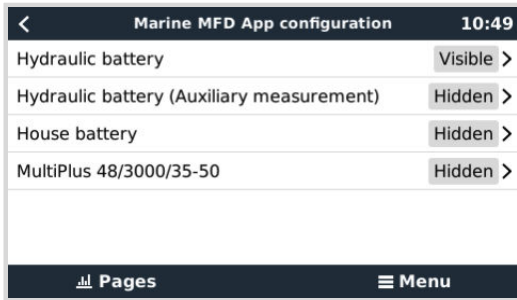 Marine MFD App configuration 10:49
Hydraulic battery Visible
Hydraulic battery (Auxiliary measurement) Hidden
House battery Hidden
MultiPlus 48/3000/35-50 Hidden
Pages Menu